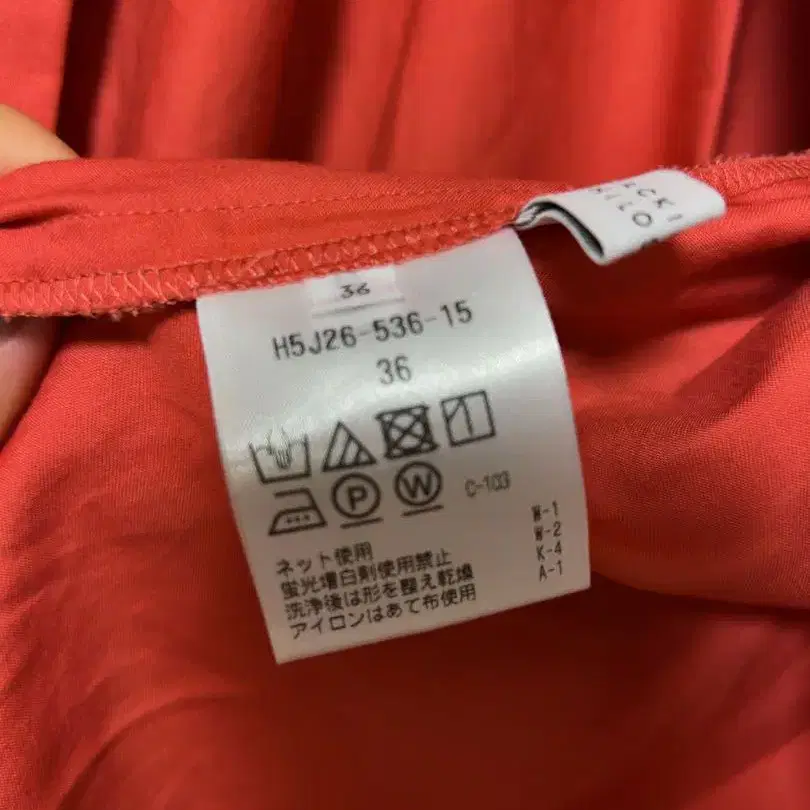 36
H5J26-536-15
36
P W C-103
W-1
W-2
K-4
A-1
ネット使用
蛍光増白剤使用禁止
洗浄後は形を整え乾燥
アイロンはあて布使用